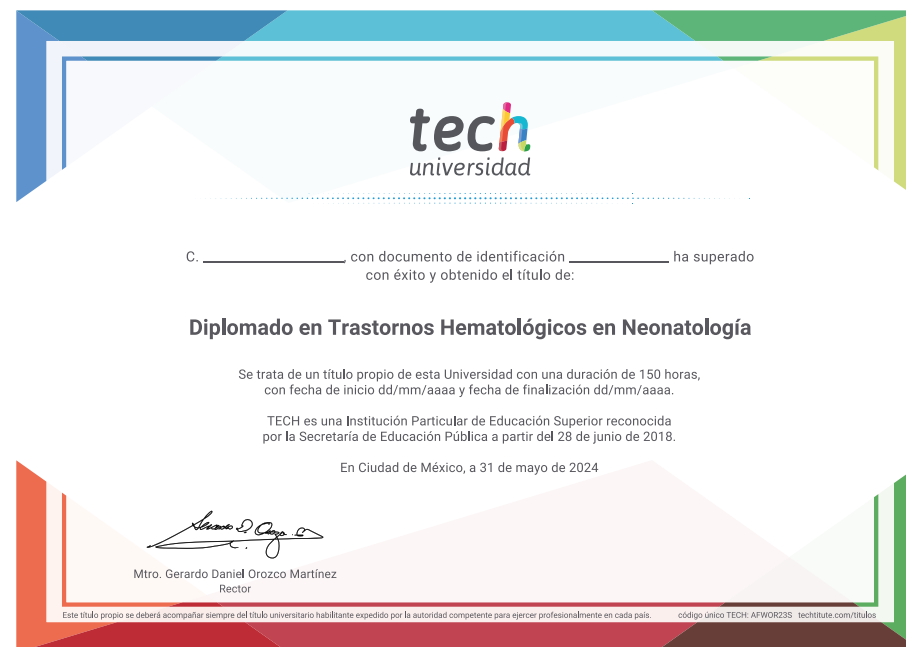 tech
universidad
C. ____________, con documento de identificación ____________ ha superado
con éxito y obtenido el título de:
Diplomado en Trastornos Hematológicos en Neonatología
Se trata de un título propio de esta Universidad con una duración de 150 horas,
con fecha de inicio dd/mm/aaaa y fecha de finalización dd/mm/aaaa.
TECH es una Institución Particular de Educación Superior reconocida
por la Secretaría de Educación Pública a partir del 28 de junio de 2018.
En Ciudad de México, a 31 de mayo de 2024
Mtro. Gerardo Daniel Orozco Martínez
Rector
Este título propio se deberá acompañar siempre del título universitario habilitante expedido por la autoridad competente para ejercer profesionalmente en cada país. código único TECH: AFWOR23S techtitute.com/titulos